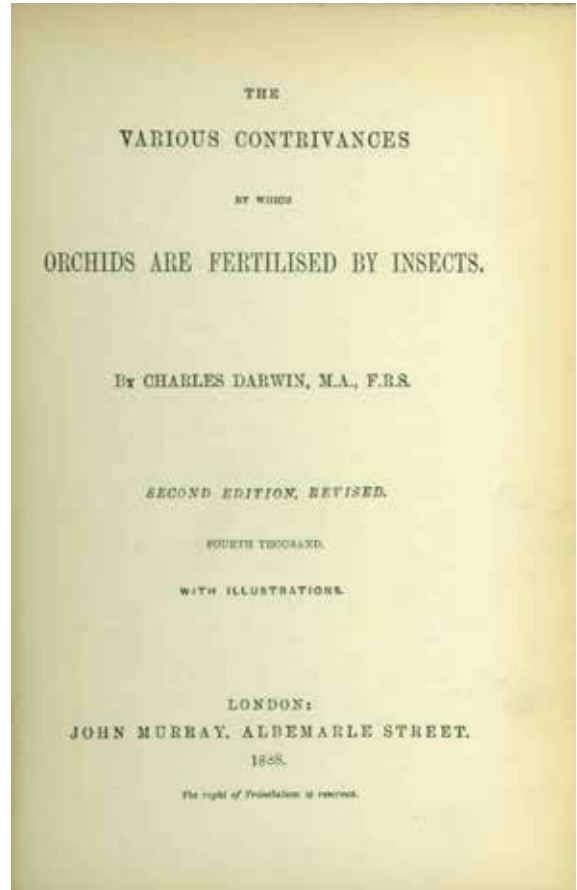 THE
VARIOUS CONTRIVANCES
BY WHICH
ORCHIDS ARE FERTILISED BY INSECTS.
BY CHARLES DARWIN, M.A., F.R.S.
SECOND EDITION, REVISED.
FOURTH THOUSAND.
WITH ILLUSTRATIONS.
LONDON:
JOHN MURRAY, ALBEMARLE STREET.
1888.
The right of Translation is reserved.